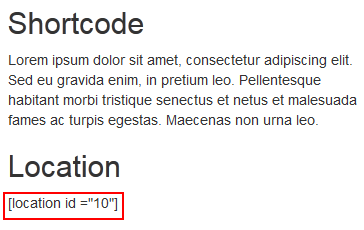 Shortcode
Lorem ipsum dolor sit amet, consectetur adipiscing elit.
Sed eu gravida enim, in pretium leo. Pellentesque
habitant morbi tristique senectus et netus et malesuada
fames ac turpis egestas. Maecenas non urna leo.
Location
[location id ="10"]